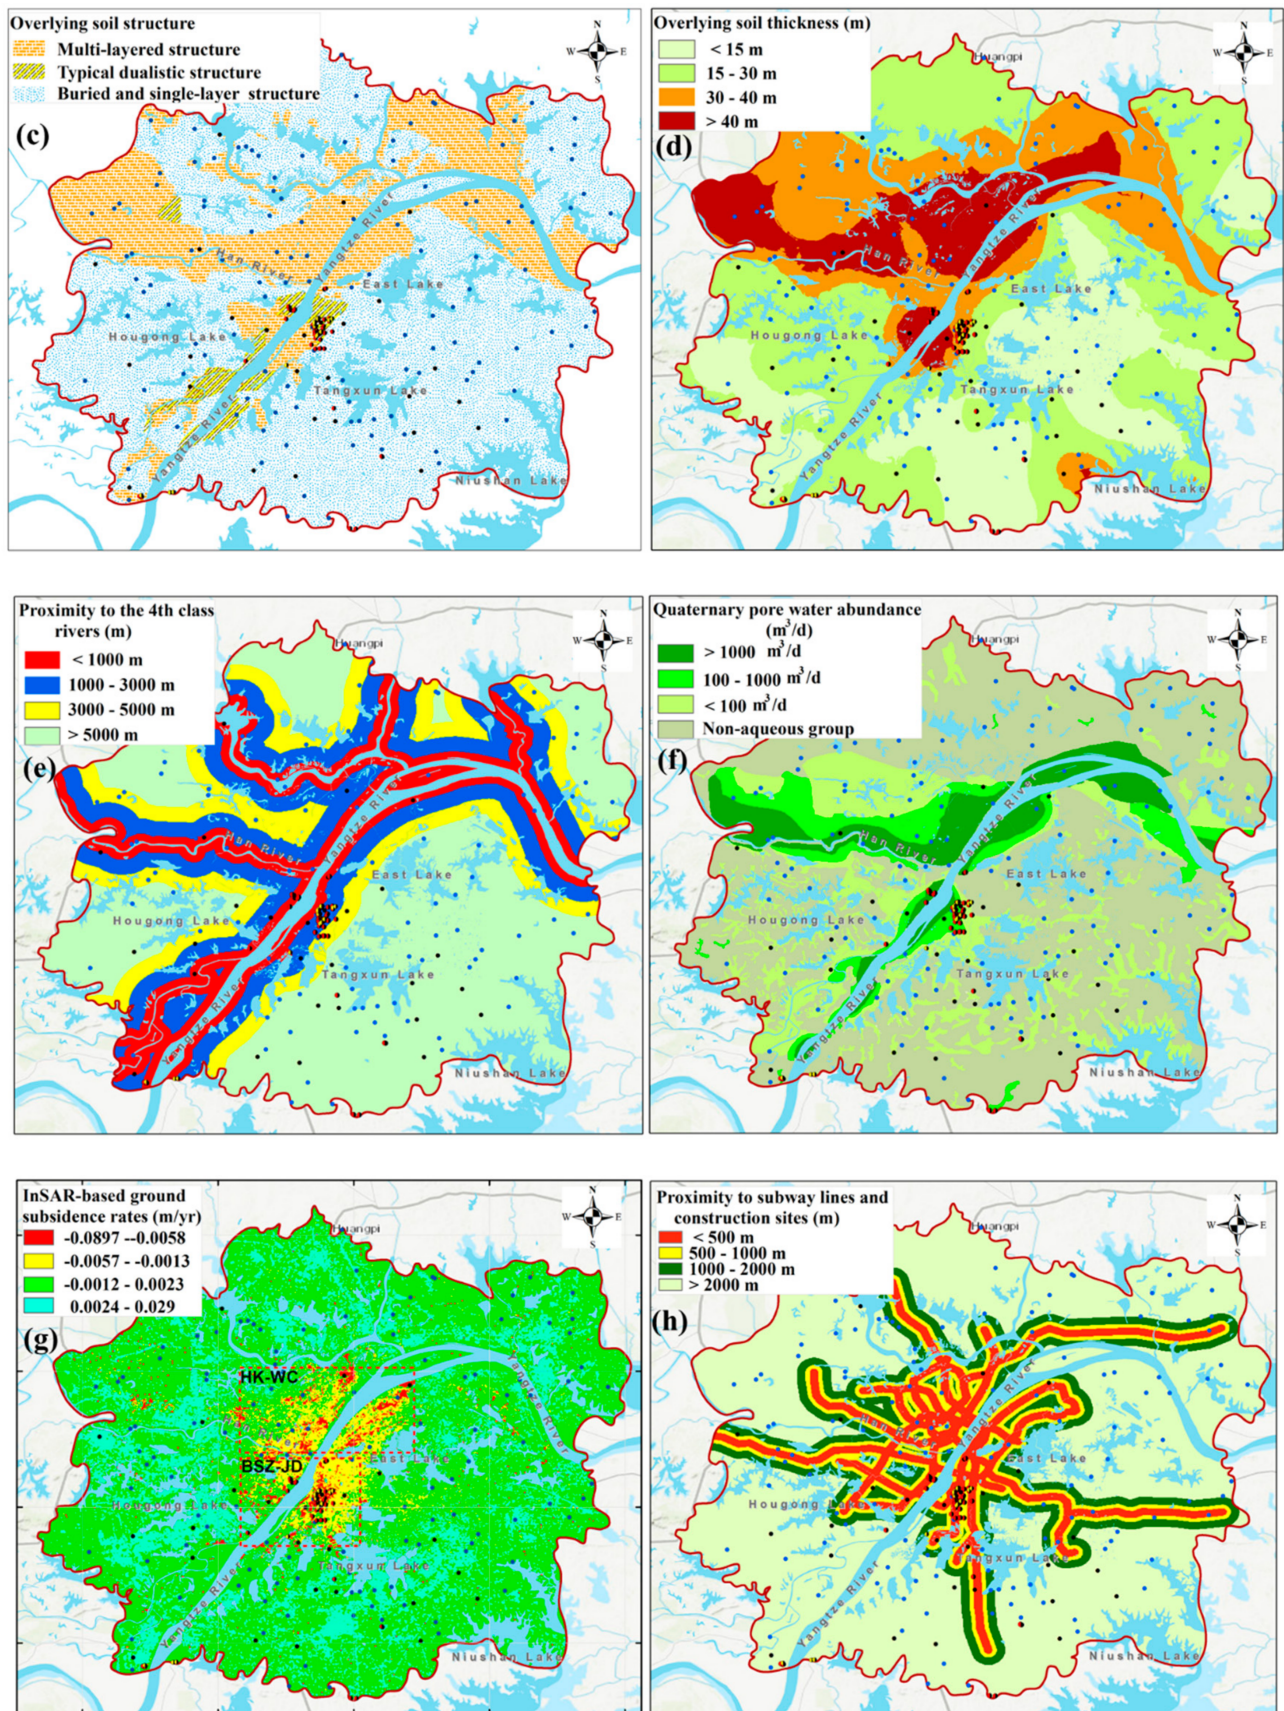 Overlying soil structure
Multi-layered structure
Typical dualistic structure
Buried and single-layer structure
N
W E
S
(c)
Han River
Yangtze River
East Lake
Hougong Lake
Tangxun Lake
Yangtze River
Niushan Lake
Overlying soil thickness (m)
< 15 m
15 - 30 m
30 - 40 m
> 40 m
N
W E
S
Huangpi
(d)
Han River
Yangtze River
East Lake
Hougong Lake
Tangxun Lake
Yangtze River
Niushan Lake
Proximity to the 4th class
rivers (m)
< 1000 m
1000 - 3000 m
3000 - 5000 m
> 5000 m
N
W E
S
Huangpi
(e)
Han River
Yangtze River
East Lake
Hougong Lake
Tangxun Lake
Yangtze River
Niushan Lake
Quaternary pore water abundance
(m³/d)
> 1000 m³/d
100 - 1000 m³/d
< 100 m³/d
Non-aqueous group
N
W E
S
Huangpi
(f)
Han River
Yangtze River
East Lake
Hougong Lake
Tangxun Lake
Yangtze River
Niushan Lake
InSAR-based ground
subsidence rates (m/yr)
-0.0897 --0.0058
-0.0057 - -0.0013
-0.0012 - 0.0023
0.0024 - 0.029
N
W E
S
Huangpi
(g)
Yangtze River
HK-WC
BSZ-JD
East Lake
Hougong Lake
Tangxun Lake
Yangtze River
Niushan Lake
Proximity to subway lines and
construction sites (m)
< 500 m
500 - 1000 m
1000 - 2000 m
> 2000 m
N
W E
S
Huangpi
(h)
Han River
Yangtze River
East Lake
Hougong Lake
Tangxun Lake
Yangtze River
Niushan Lake